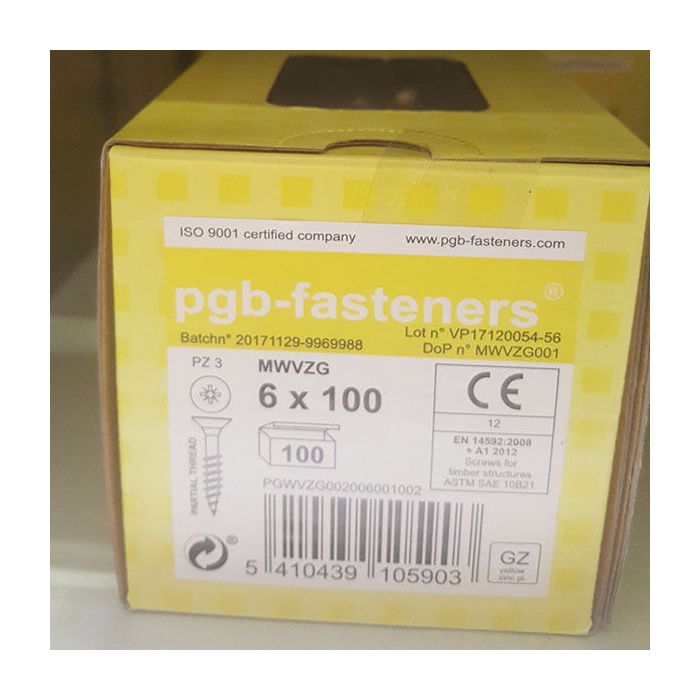 ISO 9001 certified company www.pgb-fasteners.com
pgb-fasteners®
Batchn° 20171129-9969988 Lot n° VP17120054-56
DoP n° MWVZG001
PZ 3 MWVZG
6 x 100
CE
12
EN 14592:2008
+ A1 2012
Screws for
timber structures
ASTM SAE 10B21
100
PARTIAL THREAD
PGWVZG002006001002
®
5 410439 105903
GZ
yellow
zinc pl.